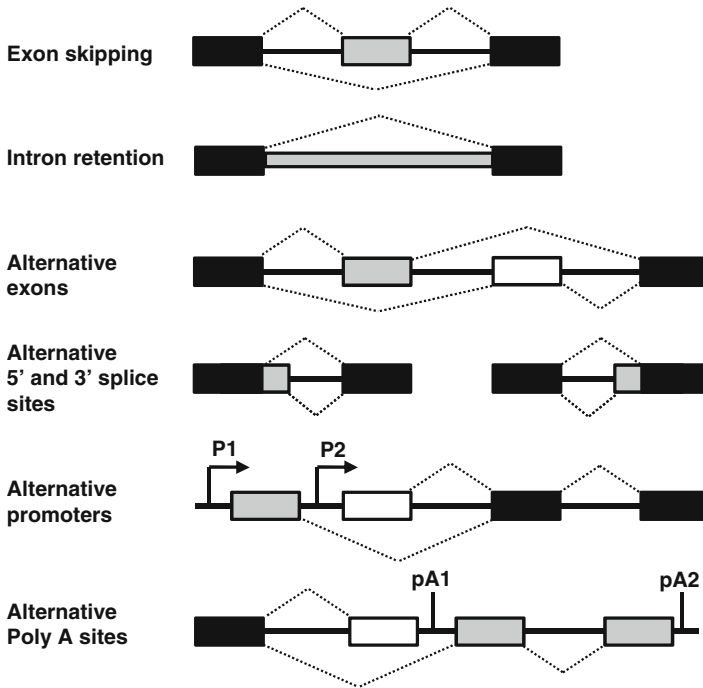 Exon skipping
Intron retention
Alternative
exons
Alternative
5’ and 3’ splice
sites
P1
P2
Alternative
promoters
pA1
pA2
Alternative
Poly A sites